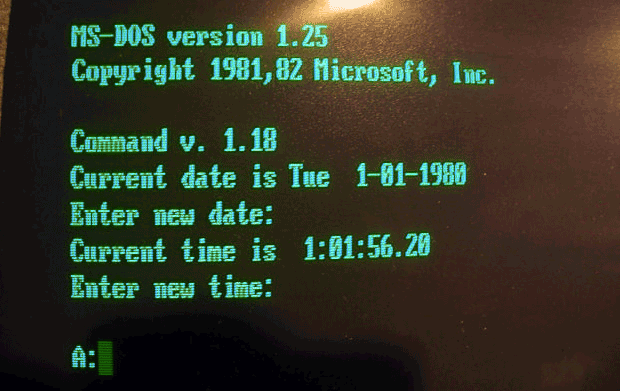 MS-DOS version 1.25
Copyright 1981,82 Microsoft, Inc.
Command v. 1.18
Current date is Tue  1-01-1980
Enter new date:
Current time is  1:01:56.20
Enter new time:
A: